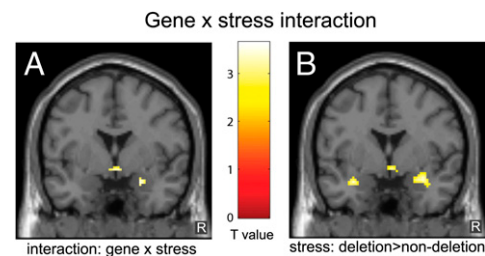 Gene x stress interaction
A
3
2
1
0
T value
B
R
R
interaction: gene x stress
stress: deletion>non-deletion